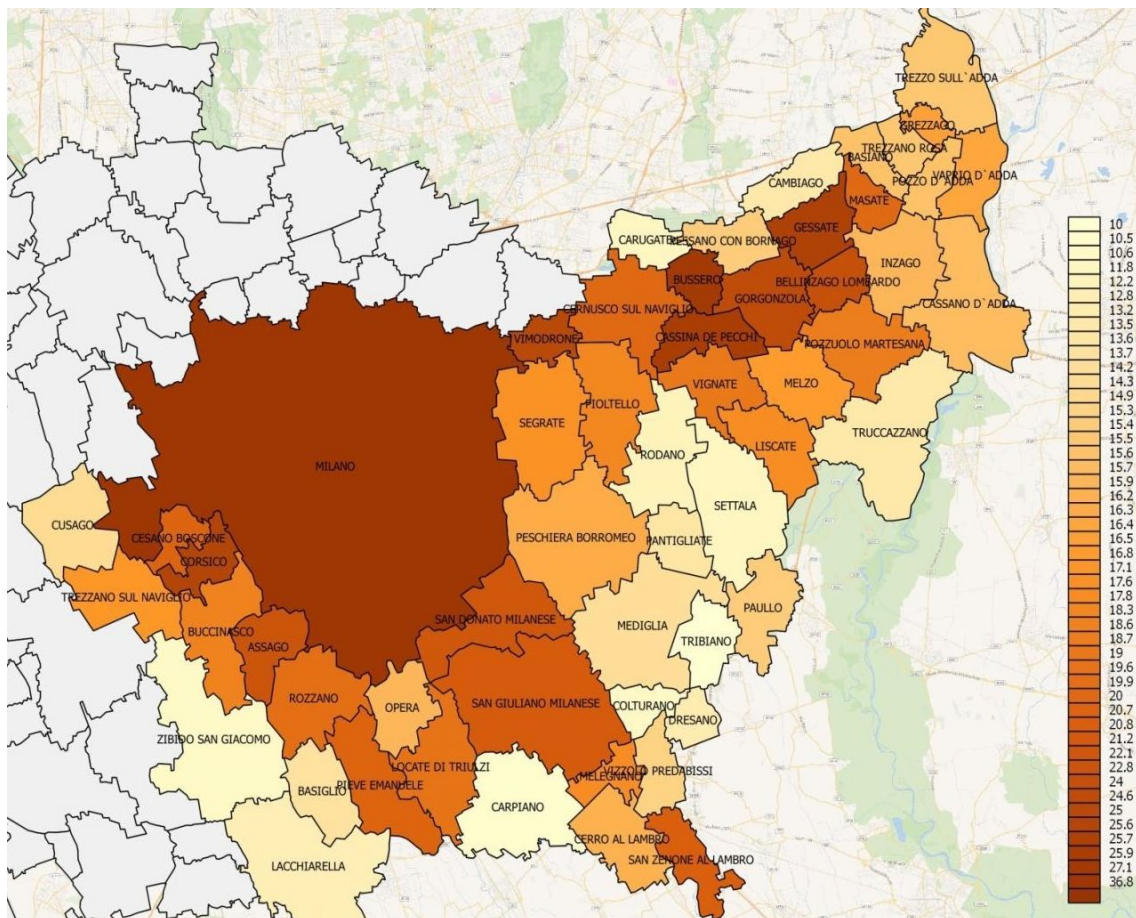 TREZZO SULL`ADDA
GREZZAGO
TREZZANO ROSA
BASIANO
POZZO D`ADDA
VAPRIO D`ADDA
CAMBIAGO
MASATE
GESSATE
CARUGATE
PESSANO CON BORNAGO
INZAGO
BUSSERO
BELLINZAGO LOMBARDO
GORGONZOLA
CASSANO D`ADDA
CERNUSCO SUL NAVIGLIO
VIMODRONE
CASSINA DE PECCHI
POZZUOLO MARTESANA
VIGNATE
MELZO
PIOLTELLO
SEGRATE
TRUCCAZZANO
LISCATE
RODANO
MILANO
SETTALA
CUSAGO
CESANO BOSCONE
PESCHIERA BORROMEO
PANTIGLIATE
CORSICO
TREZZANO SUL NAVIGLIO
PAULLO
SAN DONATO MILANESE
MEDIGLIA
BUCCINASCO
TRIBIANO
ASSAGO
ROZZANO
OPERA
SAN GIULIANO MILANESE
COLTURANO
DRESANO
ZIBIDO SAN GIACOMO
LOCATE DI TRIULZI
VIZZOLO PREDABISSI
MELEGNANO
PIEVE EMANUELE
BASIGLIO
CARPIANO
CERRO AL LAMBRO
SAN ZENONE AL LAMBRO
LACCHIARELLA
10
10.5
10.6
11.8
12.2
12.8
13.2
13.5
13.6
13.7
14.2
14.3
14.9
15.3
15.4
15.5
15.6
15.7
15.9
16.2
16.3
16.4
16.5
16.8
17.1
17.6
17.8
18.3
18.6
18.7
19
19.6
19.9
20
20.7
20.8
21.2
22.1
22.8
24
24.6
25
25.6
25.7
25.9
27.1
36.8